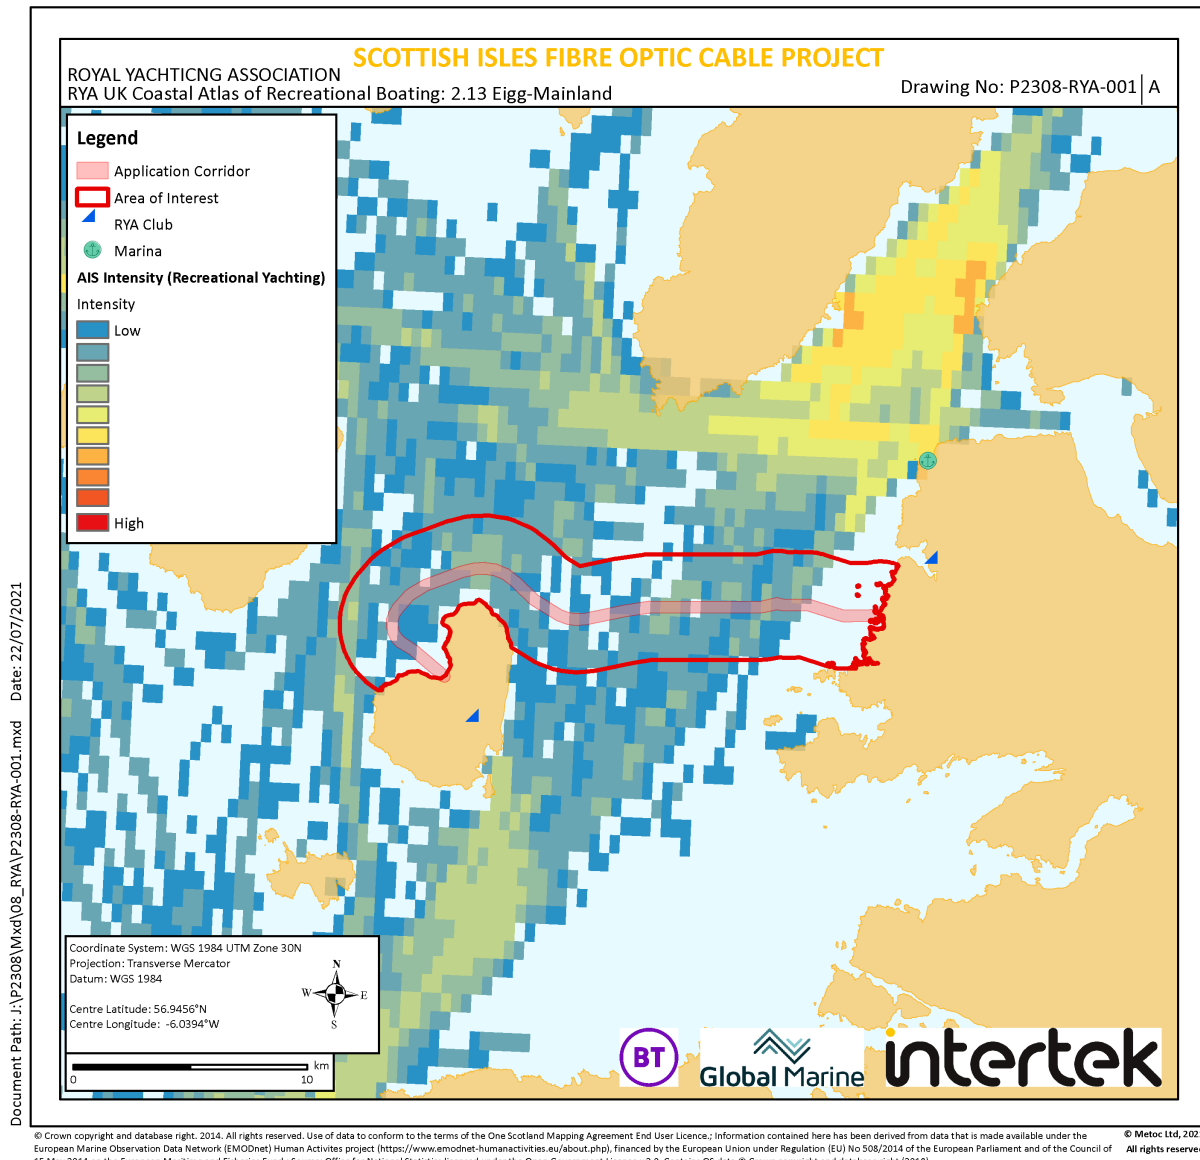 SCOTTISH ISLES FIBRE OPTIC CABLE PROJECT
ROYAL YACHTICNG ASSOCIATION
RYA UK Coastal Atlas of Recreational Boating: 2.13 Eigg-Mainland
Drawing No: P2308-RYA-001 A
Legend
Application Corridor
Area of Interest
RYA Club
Marina
AIS Intensity (Recreational Yachting)
Intensity
Low
High
Document Path: J:\P2308\Mxd\08_RYA\P2308-RYA-001.mxd Date: 22/07/2021
Coordinate System: WGS 1984 UTM Zone 30N
Projection: Transverse Mercator
Datum: WGS 1984
Centre Latitude: 56.9456°N
Centre Longitude: -6.0394°W
N
W E
S
km
0 10
BT
Global Marine
intertek
© Crown copyright and database right. 2014. All rights reserved. Use of data to conform to the terms of the One Scotland Mapping Agreement End User Licence.; Information contained here has been derived from data that is made available under the
European Marine Observation Data Network (EMODnet) Human Activites project (https://www.emodnet-humanactivities.eu/about.php), financed by the European Union under Regulation (EU) No 508/2014 of the European Parliament and of the Council of
© Metoc Ltd,
All rights